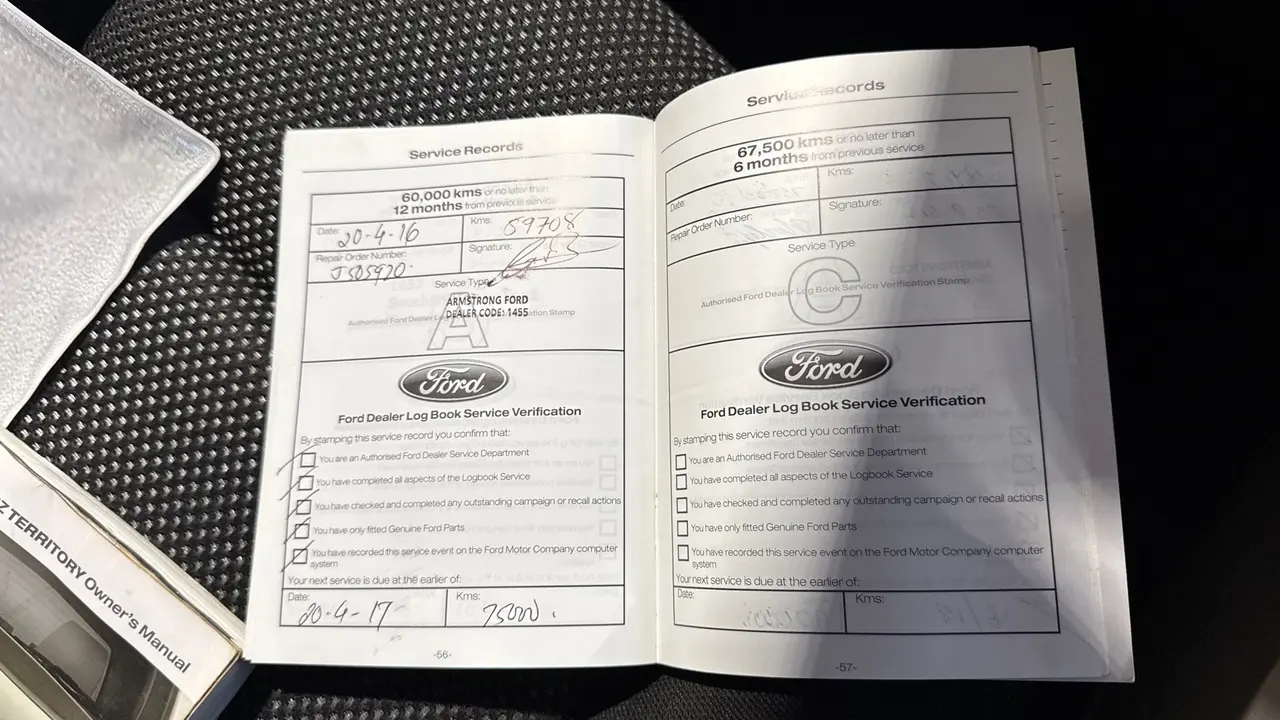 Service Records
60,000 kms or no later than
12 months from previous service
Date: 20-4-16
Kms: 59708
Repair Order Number: J505970
Signature:
Service Type
A
ARMSTRONG FORD
DEALER CODE: 1455
Authorised Ford Dealer Lo ation Stamp
Ford
Ford Dealer Log Book Service Verification
By stamping this service record you confirm that:
You are an Authorised Ford Dealer Service Department
You have completed all aspects of the Logbook Service
You have checked and completed any outstanding campaign or recall actions
You have only fitted Genuine Ford Parts
You have recorded this service event on the Ford Motor Company computer
system
Your next service is due at the earlier of:
Date: 20-4-17
Kms: 75000.
-56-
Service Records
67,500 kms or no later than
6 months from previous service
Date:
Kms:
Repair Order Number:
Signature:
Service Type
C
Authorised Ford Dealer Log Book Service Verification Stamp
Ford
Ford Dealer Log Book Service Verification
By stamping this service record you confirm that:
You are an Authorised Ford Dealer Service Department
You have completed all aspects of the Logbook Service
You have checked and completed any outstanding campaign or recall actions
You have only fitted Genuine Ford Parts
You have recorded this service event on the Ford Motor Company computer
system
Your next service is due at the earlier of:
Date:
Kms:
-57-
TERRITORY Owner's Manual